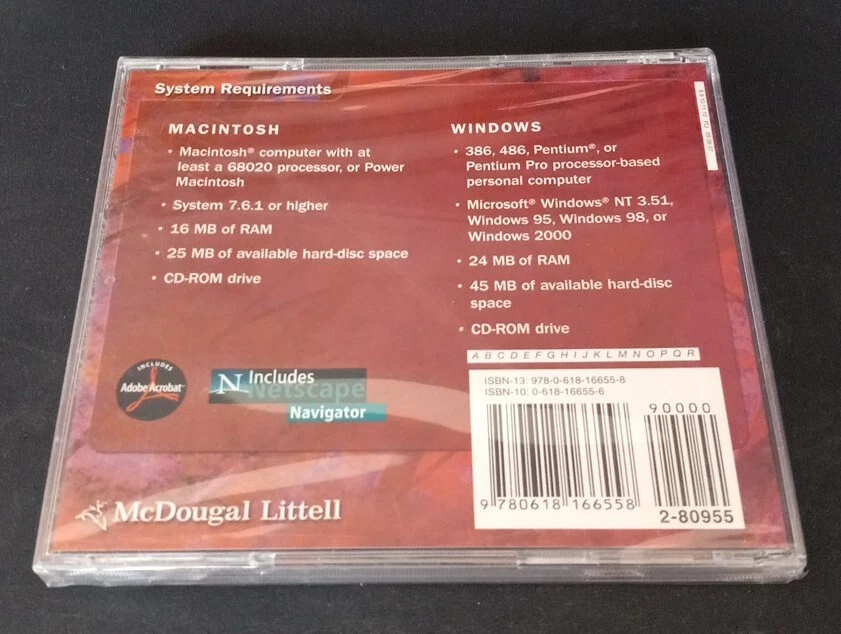 System Requirements
MACINTOSH
• Macintosh® computer with at
least a 68020 processor, or Power
Macintosh
• System 7.6.1 or higher
• 16 MB of RAM
• 25 MB of available hard-disc space
• CD-ROM drive
WINDOWS
• 386, 486, Pentium®, or
Pentium Pro processor-based
personal computer
• Microsoft® Windows® NT 3.51,
Windows 95, Windows 98, or
Windows 2000
• 24 MB of RAM
• 45 MB of available hard-disc
space
• CD-ROM drive
A B C D E F G H I J K L M N O P Q R
INCLUDES
Adobe Acrobat
N Includes
Netscape
Navigator
ISBN-13: 978-0-618-16655-8
ISBN-10: 0-618-16655-6
90000
9 780618 166558
2-80955
McDougal Littell